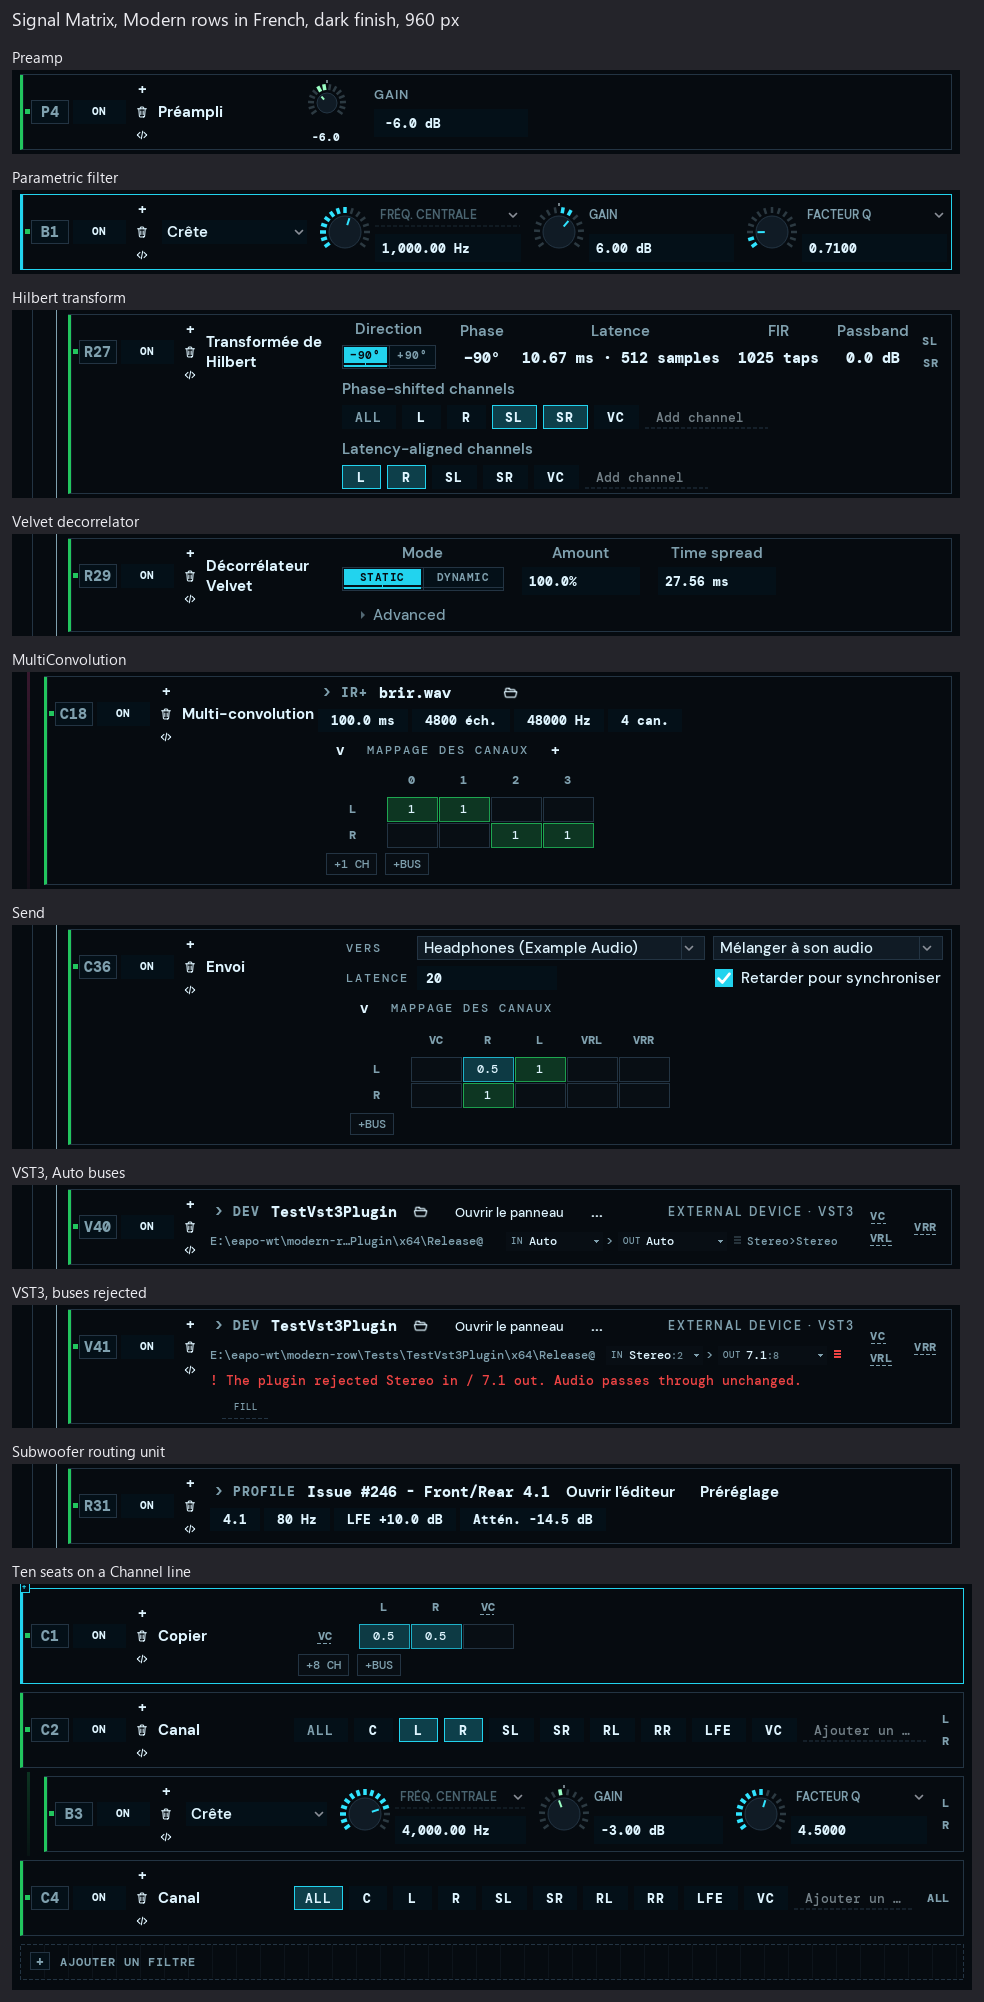 Signal Matrix, Modern rows in French, dark finish, 960 px
Preamp
P4 ON + Préampli -6.0 GAIN -6.0 dB
Parametric filter
B1 ON + Crête FRÉQ. CENTRALE 1,000.00 Hz GAIN 6.00 dB FACTEUR Q 0.7100
Hilbert transform
R27 ON + Transformée de Hilbert
Direction Phase Latence FIR Passband
-90° +90° -90° 10.67 ms · 512 samples 1025 taps 0.0 dB SL SR
Phase-shifted channels
ALL L R SL SR VC Add channel
Latency-aligned channels
L R SL SR VC Add channel
Velvet decorrelator
R29 ON + Décorrélateur Velvet
Mode Amount Time spread
STATIC DYNAMIC 100.0% 27.56 ms
Advanced
MultiConvolution
C18 ON + Multi-convolution
> IR+ brir.wav
100.0 ms 4800 éch. 48000 Hz 4 can.
v MAPPAGE DES CANAUX +
0 1 2 3
L 1 1
R 1 1
+1 CH +BUS
Send
C36 ON + Envoi
VERS Headphones (Example Audio) Mélanger à son audio
LATENCE 20 Retarder pour synchroniser
v MAPPAGE DES CANAUX
VC R L VRL VRR
L 0.5 1
R 1
+BUS
VST3, Auto buses
V40 ON +
> DEV TestVst3Plugin Ouvrir le panneau ... EXTERNAL DEVICE · VST3 VC VRL VRR
E:\eapo-wt\modern-r…Plugin\x64\Release@ IN Auto > OUT Auto Stereo>Stereo
VST3, buses rejected
V41 ON +
> DEV TestVst3Plugin Ouvrir le panneau ... EXTERNAL DEVICE · VST3 VC VRL VRR
E:\eapo-wt\modern-row\Tests\TestVst3Plugin\x64\Release@ IN Stereo:2 > OUT 7.1:8
! The plugin rejected Stereo in / 7.1 out. Audio passes through unchanged.
FILL
Subwoofer routing unit
R31 ON +
> PROFILE Issue #246 - Front/Rear 4.1 Ouvrir l'éditeur Préréglage
4.1 80 Hz LFE +10.0 dB Attén. -14.5 dB
Ten seats on a Channel line
C1 ON + Copier
L R VC
VC 0.5 0.5
+8 CH +BUS
C2 ON + Canal ALL C L R SL SR RL RR LFE VC Ajouter un … L R
B3 ON + Crête FRÉQ. CENTRALE 4,000.00 Hz GAIN -3.00 dB FACTEUR Q 4.5000 L R
C4 ON + Canal ALL C L R SL SR RL RR LFE VC Ajouter un … ALL
+ AJOUTER UN FILTRE